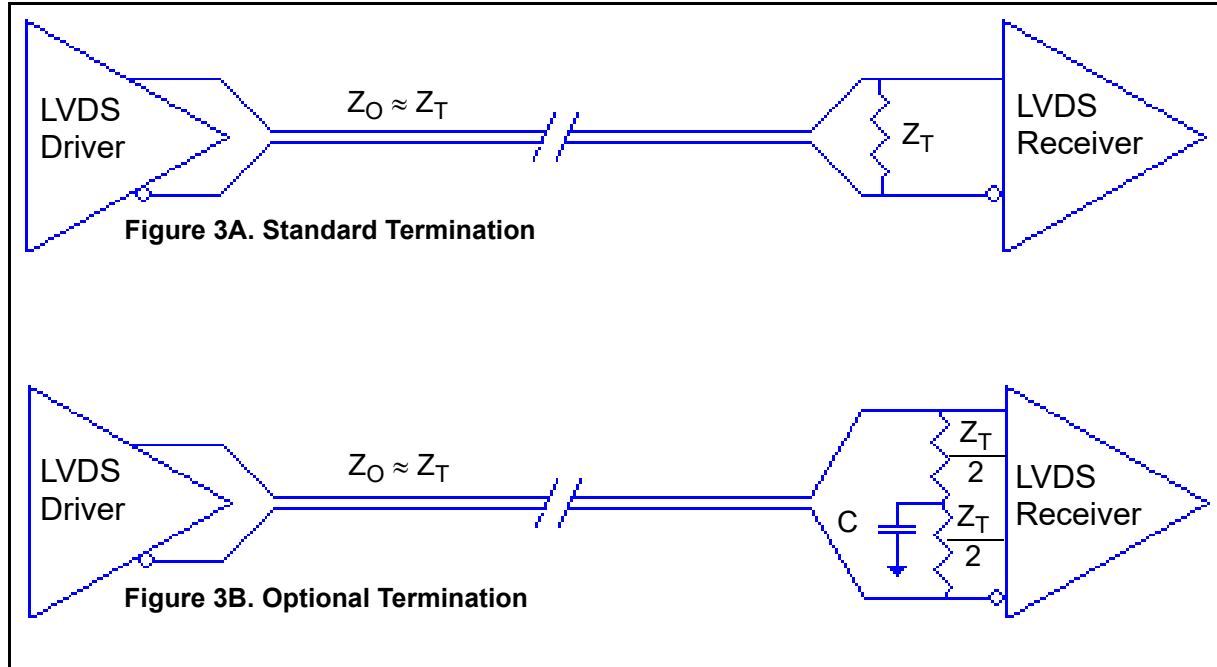 LVDS
Driver
Z_O ≈ Z_T
Z_T
LVDS
Receiver
Figure 3A. Standard Termination
LVDS
Driver
Z_O ≈ Z_T
C
Z_T
2
Z_T
2
LVDS
Receiver
Figure 3B. Optional Termination